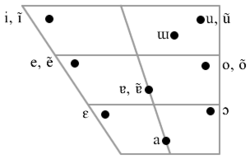 i, ĩ u, ũ
ɯ
e, ẽ o, õ
ɐ, ɐ̃
ɛ ɔ
a